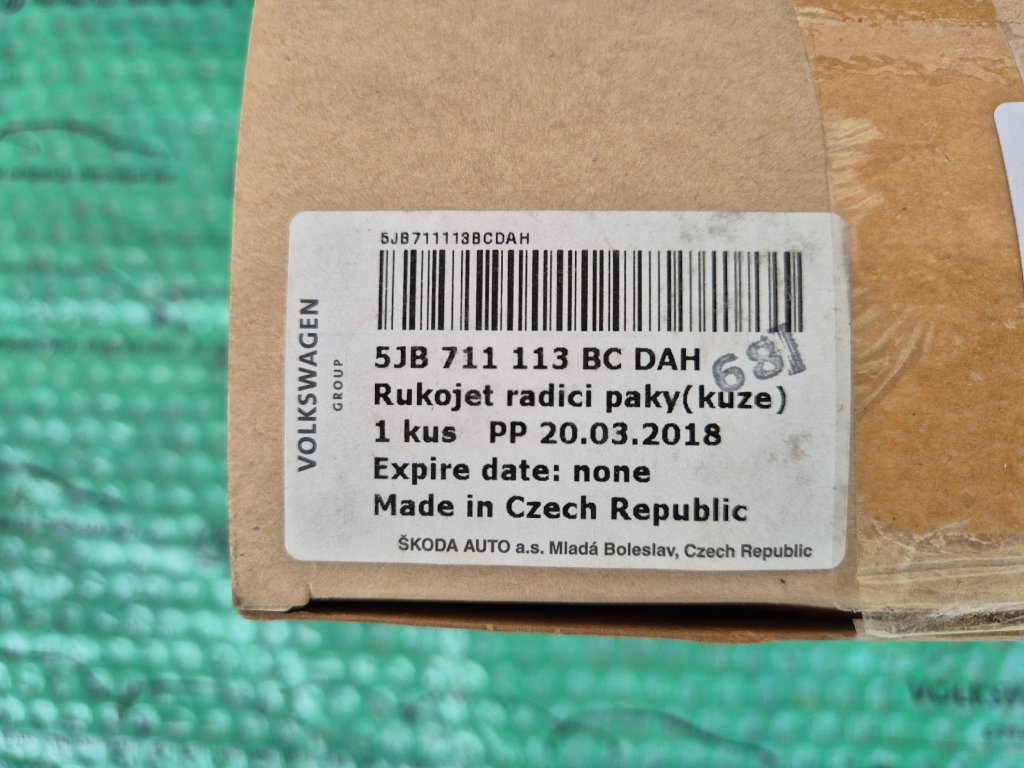 5JB711113BCDAH
VOLKSWAGEN
GROUP
5JB 711 113 BC DAH
68I
Rukojet radici paky(kuze)
1 kus PP 20.03.2018
Expire date: none
Made in Czech Republic
ŠKODA AUTO a.s. Mladá Boleslav, Czech Republic